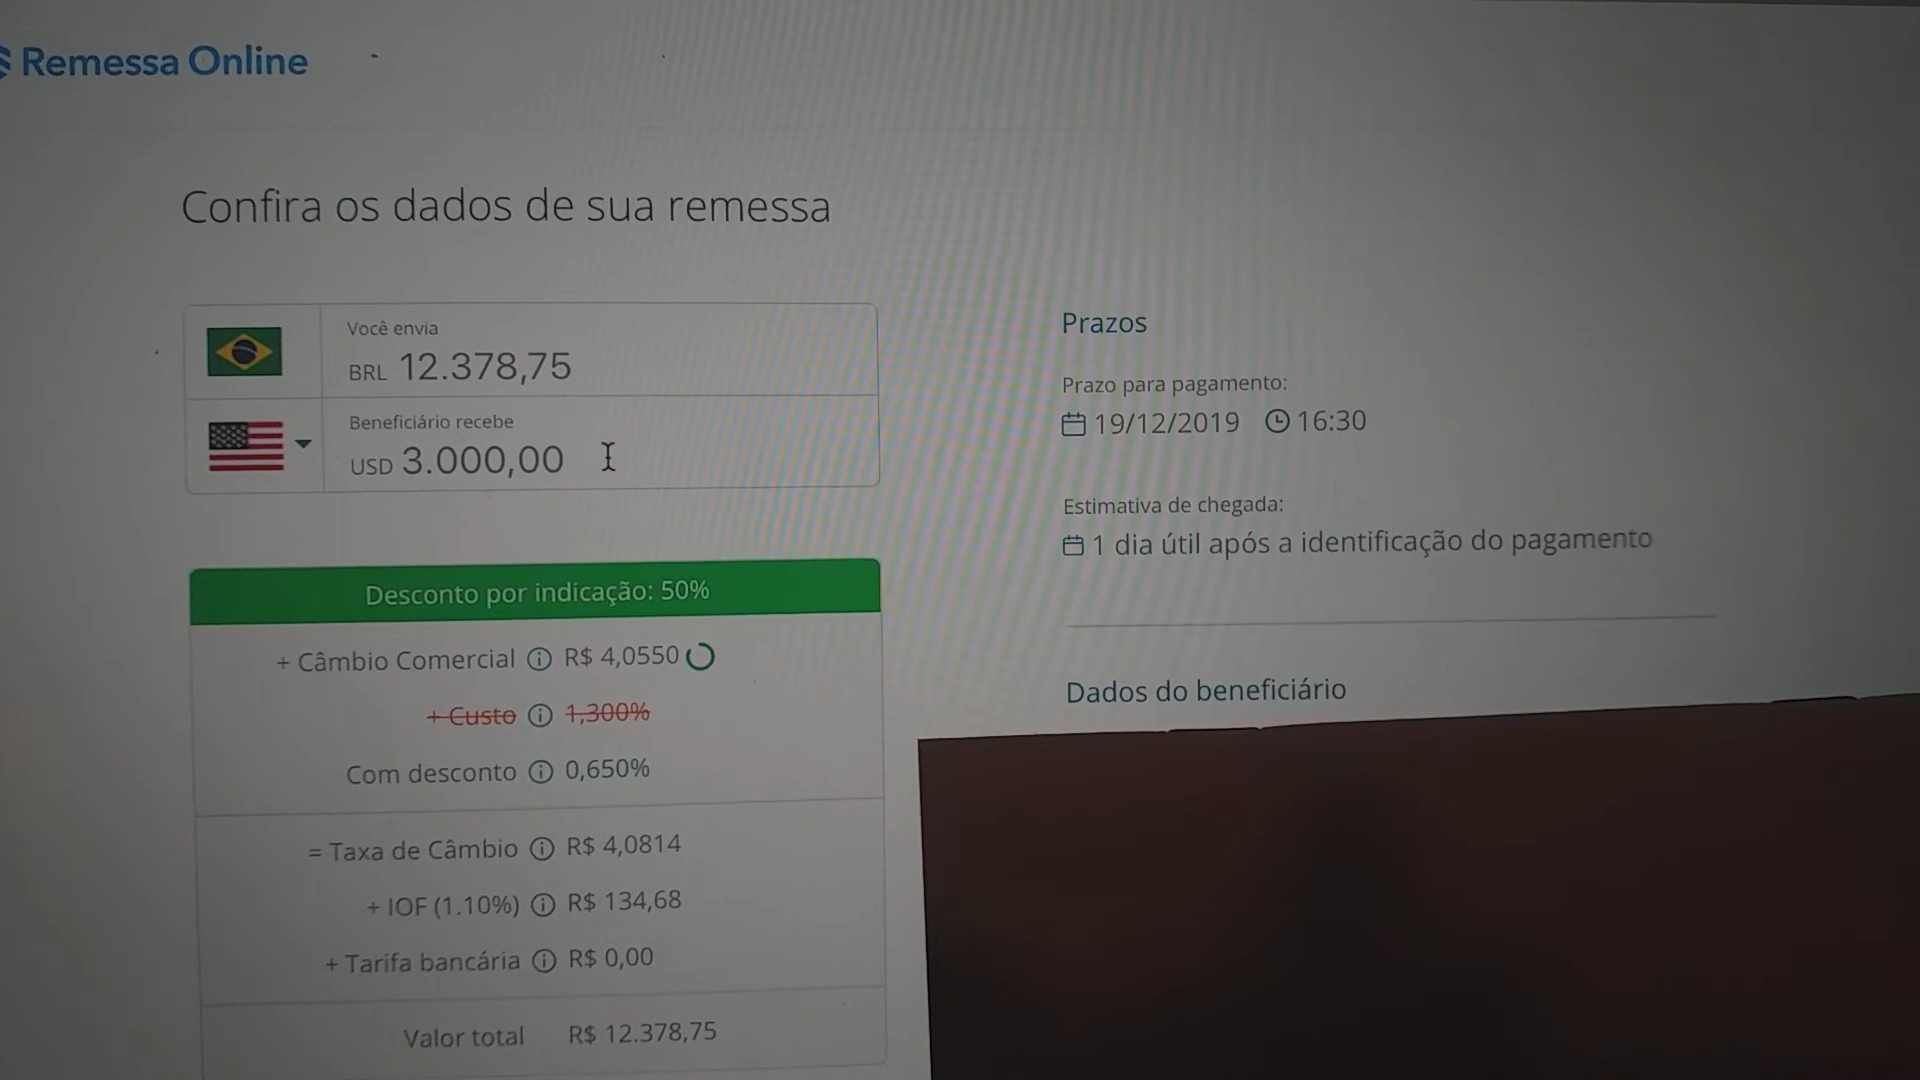 Remessa Online
Confira os dados de sua remessa
Você envia
BRL 12.378,75
Beneficiário recebe
USD 3.000,00
Desconto por indicação: 50%
+ Câmbio Comercial R$ 4,0550
+ Custo 1,300%
Com desconto 0,650%
= Taxa de Câmbio R$ 4,0814
+ IOF (1.10%) R$ 134,68
+ Tarifa bancária R$ 0,00
Valor total R$ 12.378,75
Prazos
Prazo para pagamento:
19/12/2019 16:30
Estimativa de chegada:
1 dia útil após a identificação do pagamento
Dados do beneficiário